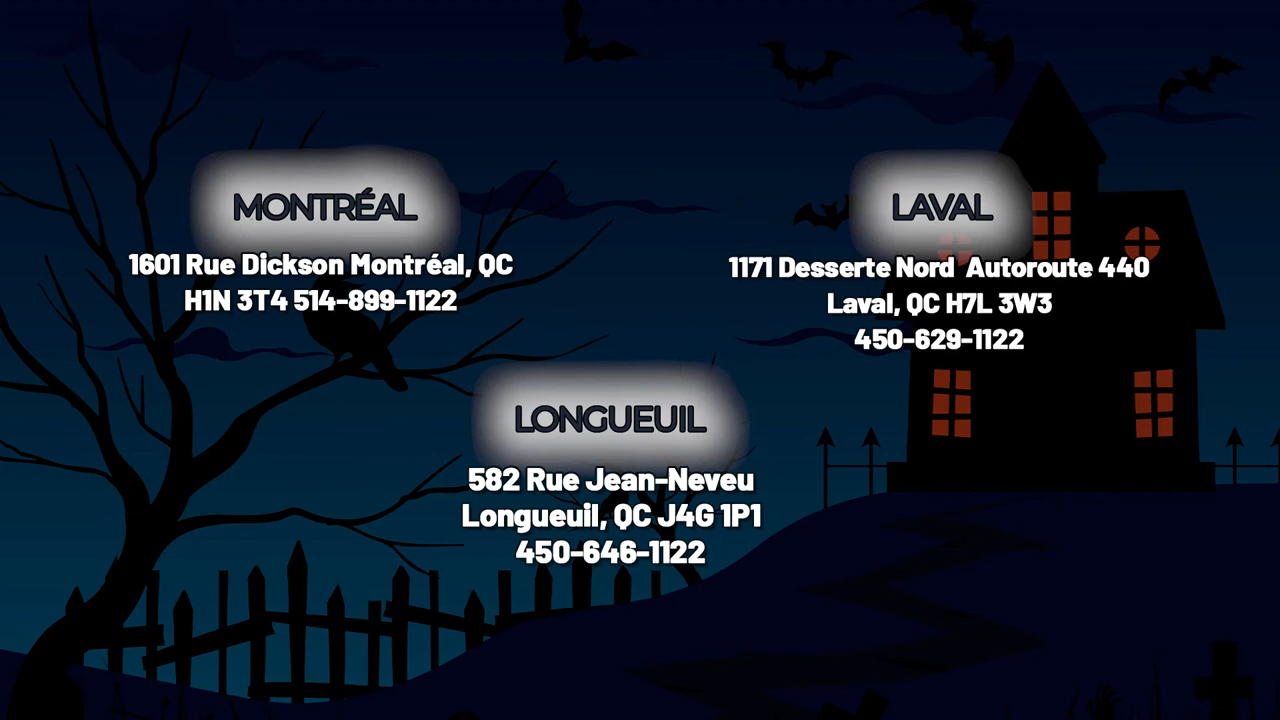 MONTRÉAL
1601 Rue Dickson Montréal, QC
H1N 3T4 514-899-1122
LAVAL
1171 Desserte Nord  Autoroute 440
Laval, QC H7L 3W3
450-629-1122
LONGUEUIL
582 Rue Jean-Neveu
Longueuil, QC J4G 1P1
450-646-1122